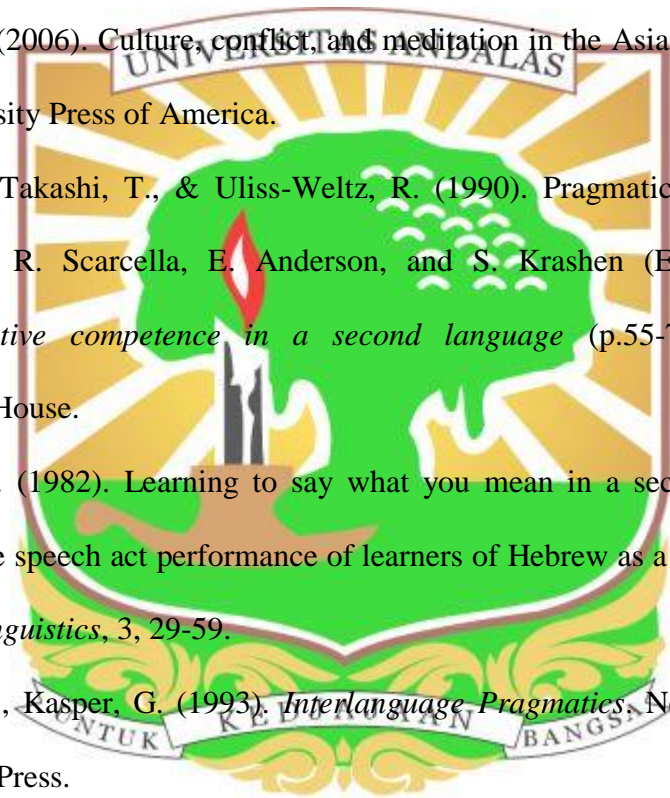 (2006). Culture, conflict, and meditation in the Asia
UNIVERSITAS ANDALAS
sity Press of America.
Takashi, T., & Uliss-Weltz, R. (1990). Pragmatic
R. Scarcella, E. Anderson, and S. Krashen (E
tive competence in a second language (p.55-7
House.
. (1982). Learning to say what you mean in a sec
e speech act performance of learners of Hebrew as a
nguistics, 3, 29-59.
., Kasper, G. (1993). Interlanguage Pragmatics. N
UNTUK KEDJAJAAN BANGSA
Press.